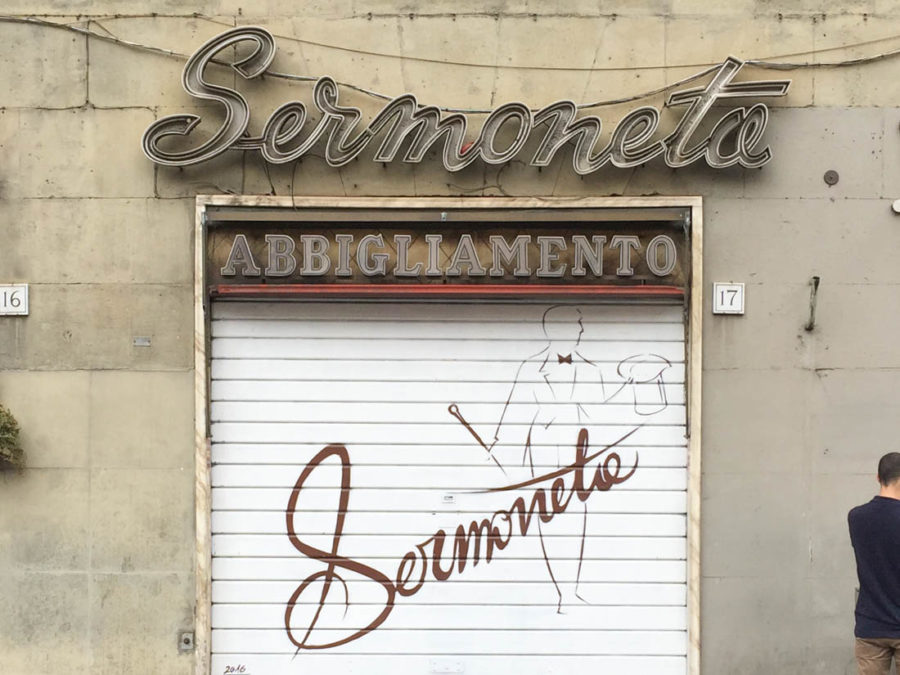 Sermoneta
ABBIGLIAMENTO
16
17
Sermoneta
2016